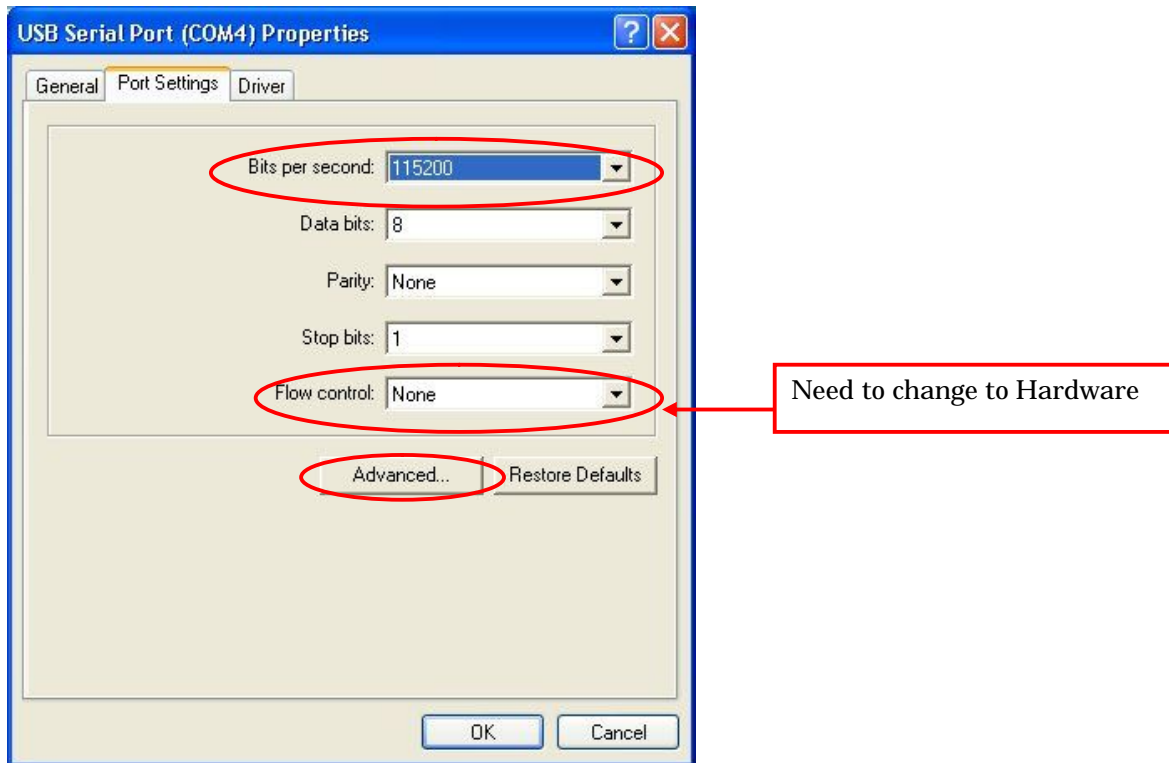 USB Serial Port (COM4) Properties
General Port Settings Driver
Bits per second: 115200
Data bits: 8
Parity: None
Stop bits: 1
Flow control: None
Need to change to Hardware
Advanced... Restore Defaults
OK Cancel